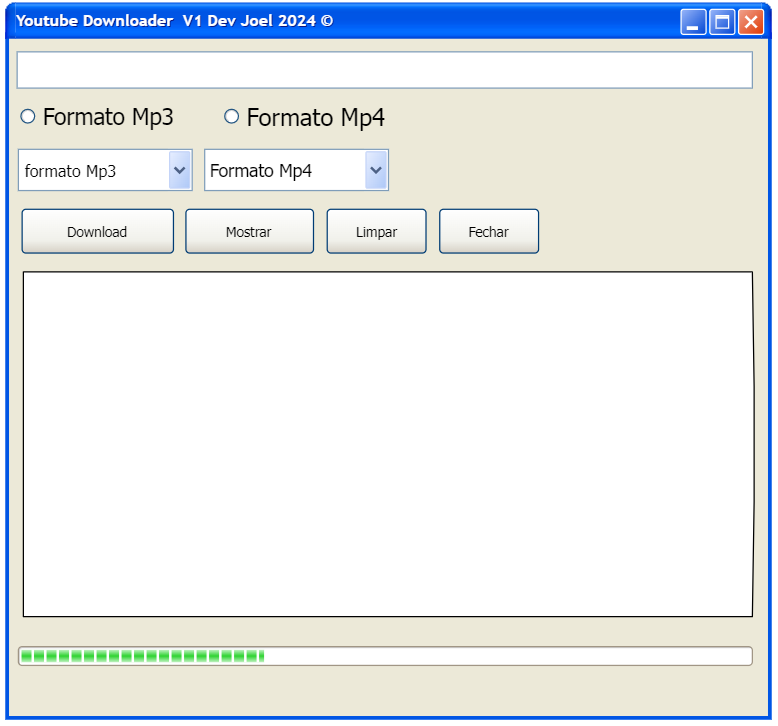 Youtube Downloader V1 Dev Joel 2024 ©
Formato Mp3 Formato Mp4
formato Mp3 Formato Mp4
Download Mostrar Limpar Fechar